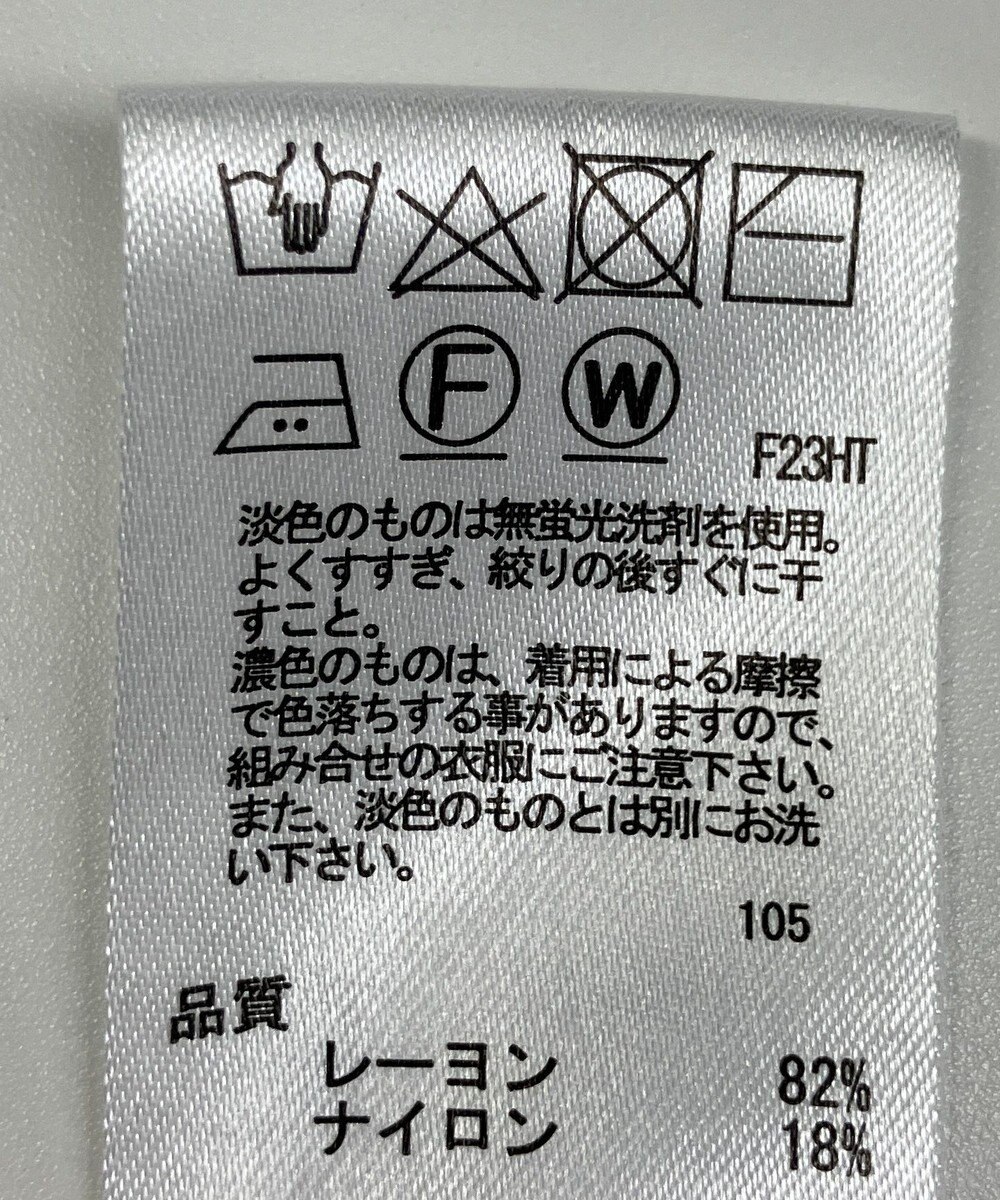 F W
F23HT
淡色のものは無蛍光洗剤を使用。
よくすすぎ、絞りの後すぐに干
すこと。
濃色のものは、着用による摩擦
で色落ちする事がありますので、
組み合せの衣服にご注意下さい。
また、淡色のものとは別にお洗
い下さい。
105
品質
レーヨン 82%
ナイロン 18%